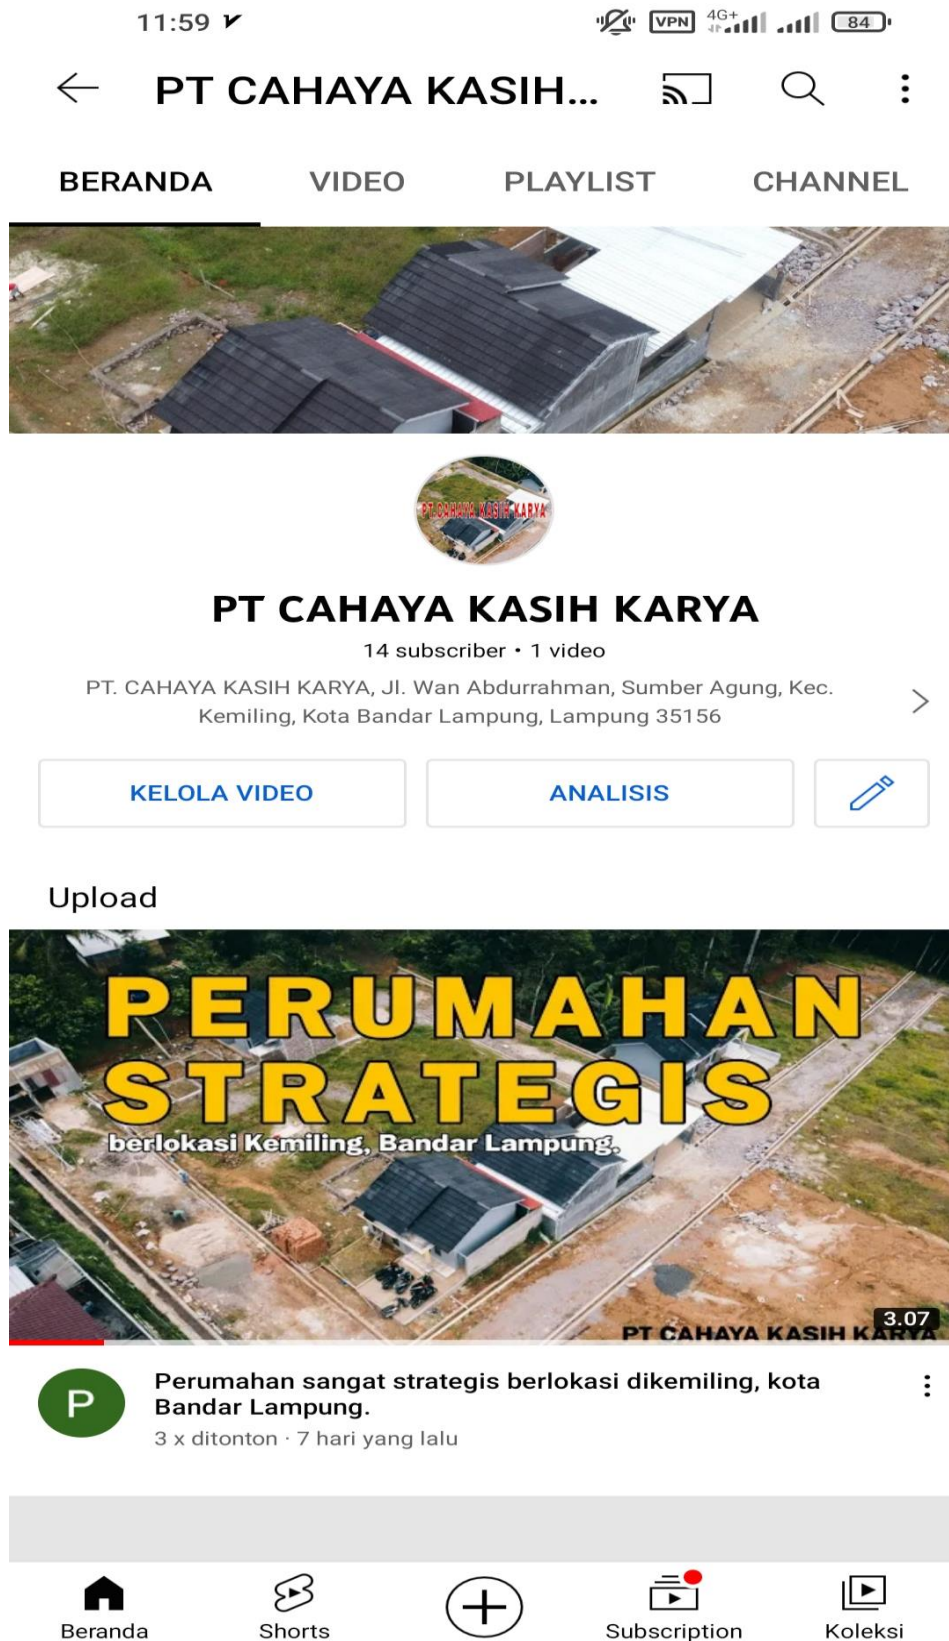 11:59
VPN 4G+ 84
PT CAHAYA KASIH...
BERANDA VIDEO PLAYLIST CHANNEL
PT.CAHAYA KASIH KARYA
PT CAHAYA KASIH KARYA
14 subscriber • 1 video
PT. CAHAYA KASIH KARYA, Jl. Wan Abdurrahman, Sumber Agung, Kec.
Kemiling, Kota Bandar Lampung, Lampung 35156
KELOLA VIDEO ANALISIS
Upload
PERUMAHAN
STRATEGIS
berlokasi Kemiling, Bandar Lampung.
3.07
PT CAHAYA KASIH KARYA
P
Perumahan sangat strategis berlokasi dikemiling, kota
Bandar Lampung.
3 x ditonton · 7 hari yang lalu
Beranda Shorts Subscription Koleksi